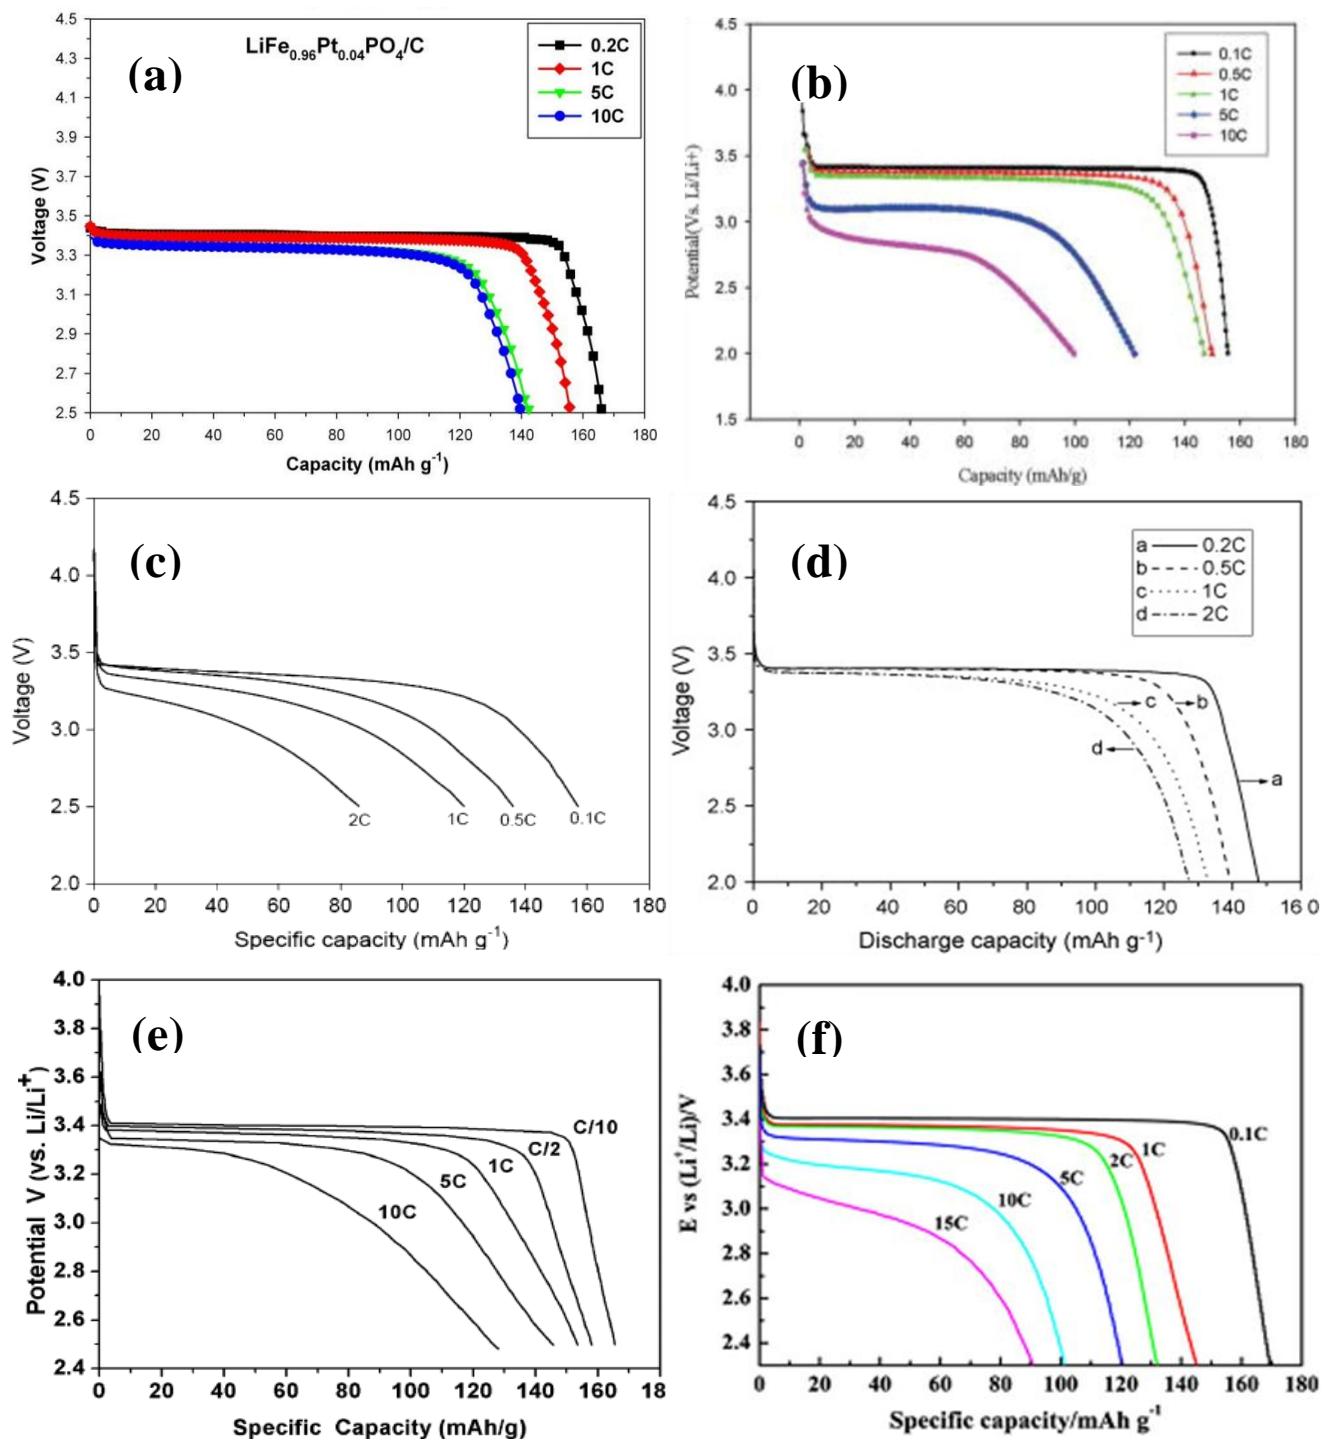 (a)
LiFe0.96Pt0.04PO4/C
0.2C
1C
5C
10C
4.5
4.3
4.1
3.9
3.7
3.5
3.3
3.1
2.9
2.7
2.5
Voltage (V)
0 20 40 60 80 100 120 140 160 180
Capacity (mAh g-1)
(b)
0.1C
0.5C
1C
5C
10C
4.5
4.0
3.5
3.0
2.5
2.0
1.5
Potential(Vs. Li/Li+)
0 20 40 60 80 100 120 140 160 180
Capacity (mAh/g)
(c)
4.5
4.0
3.5
3.0
2.5
2.0
Voltage (V)
2C 1C 0.5C 0.1C
0 20 40 60 80 100 120 140 160 180
Specific capacity (mAh g-1)
(d)
a 0.2C
b 0.5C
c 1C
d 2C
4.5
4.0
3.5
3.0
2.5
2.0
Voltage (V)
c b
d
a
0 20 40 60 80 100 120 140 16 0
Discharge capacity (mAh g-1)
(e)
4.0
3.8
3.6
3.4
3.2
3.0
2.8
2.6
2.4
Potential V (vs. Li/Li+
C/10
C/2
1C
5C
10C
0 20 40 60 80 100 120 140 160 180
Specific Capacity (mAh/g)
(f)
4.0
3.8
3.6
3.4
3.2
3.0
2.8
2.6
2.4
E vs (Li+/Li)/V
0.1C
1C
2C
5C
10C
15C
0 20 40 60 80 100 120 140 160 180
Specific capacity/mAh g-1